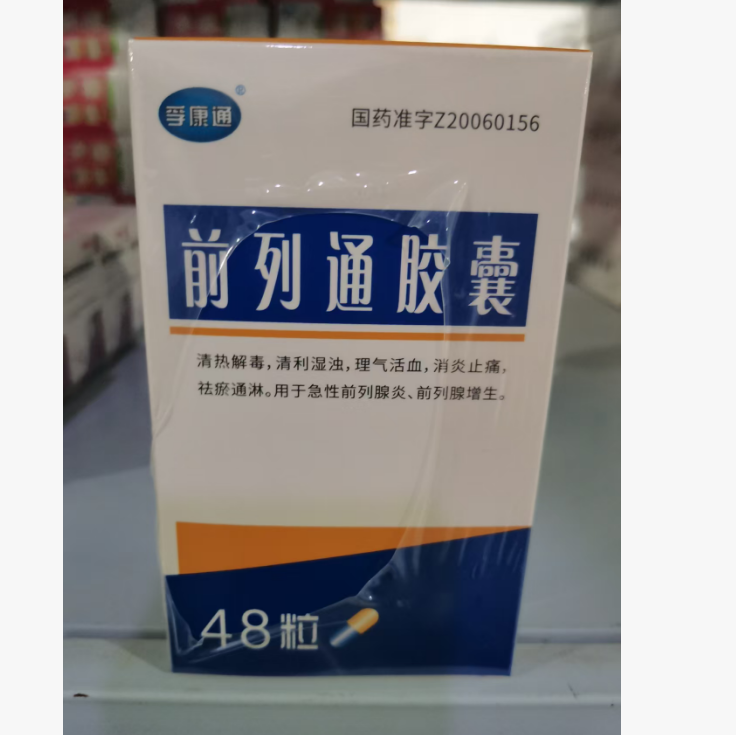 孚康通®
国药准字Z20060156
前列通胶囊
清热解毒，清利湿浊，理气活血，消炎止痛，
祛瘀通淋。用于急性前列腺炎、前列腺增生。
48粒